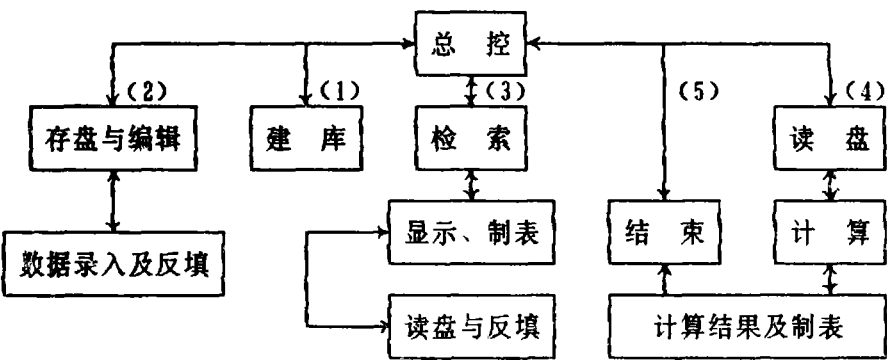 总 控
(2)
(1)
(3)
(5)
(4)
存盘与编辑
建 库
检 索
读 盘
显示、制表
结 束
计 算
数据录入及反填
读盘与反填
计算结果及制表